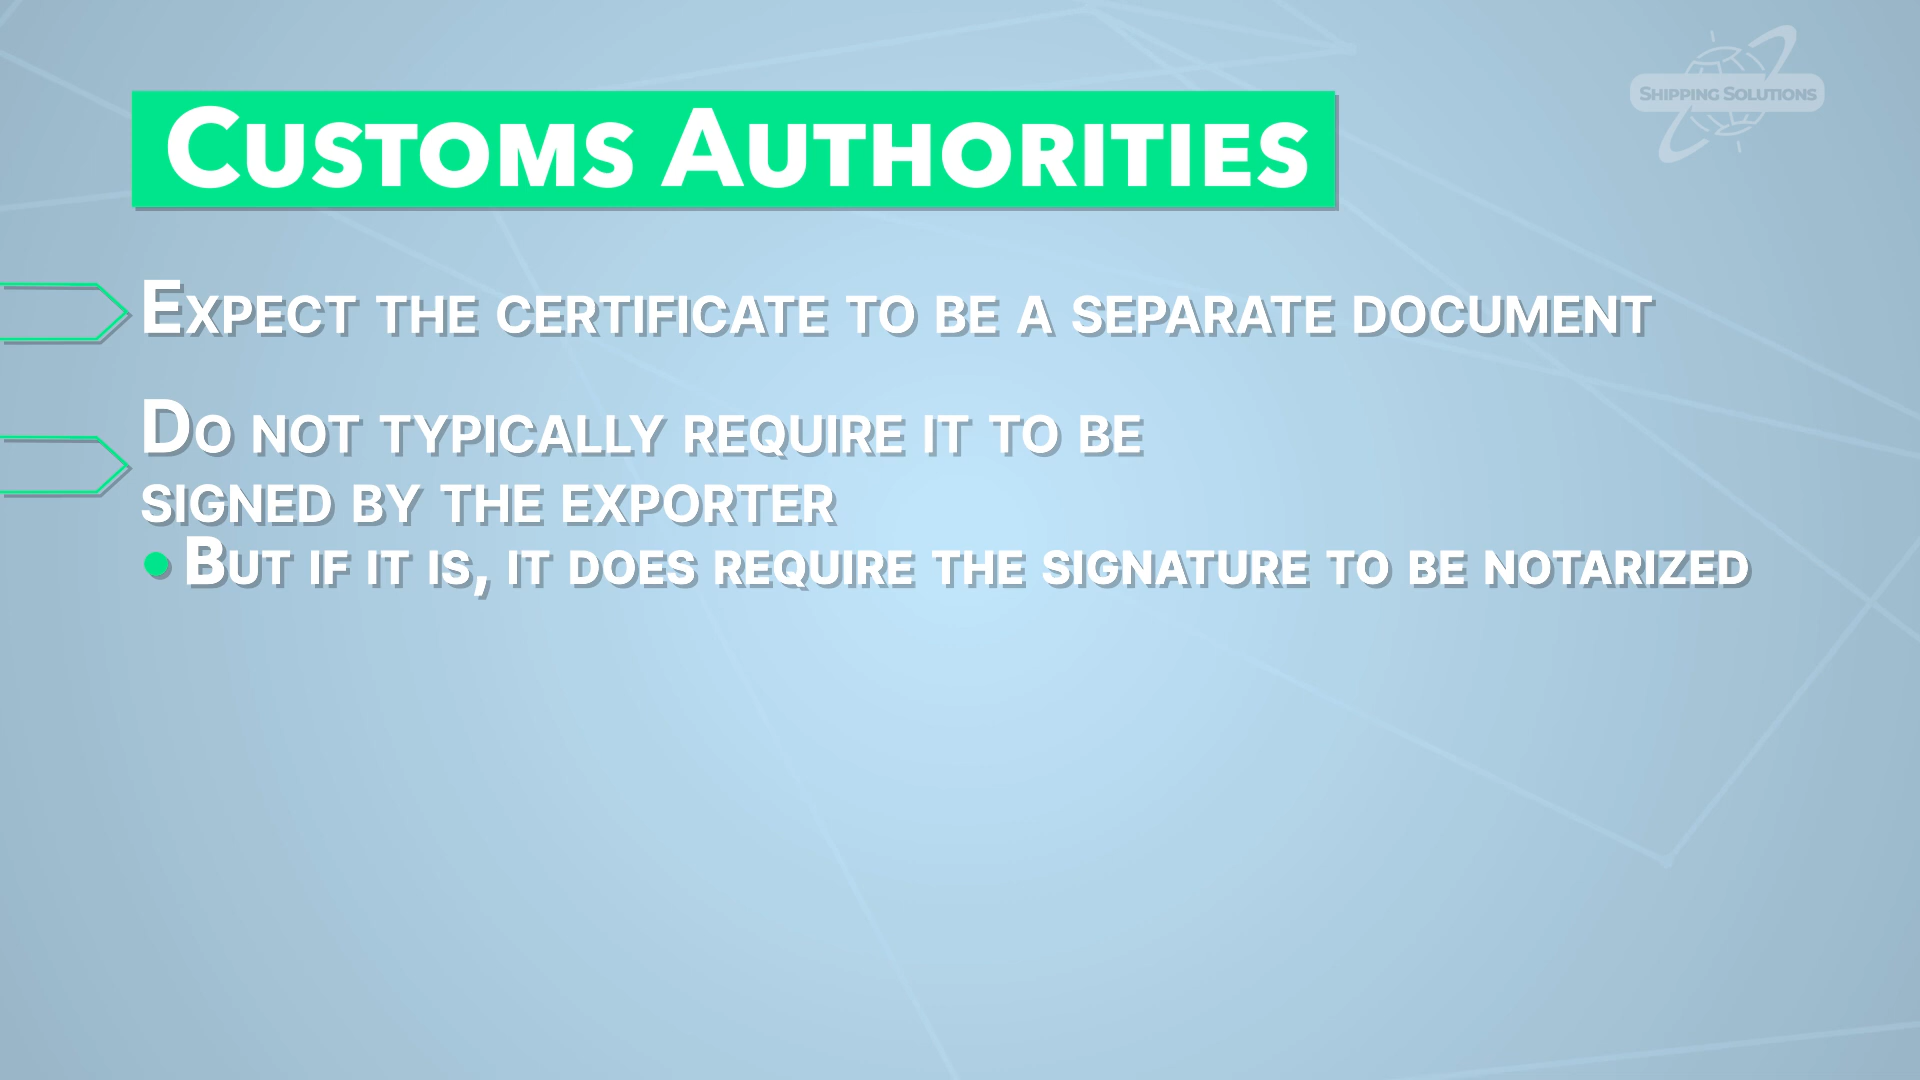 Shipping Solutions
Customs Authorities
Expect the certificate to be a separate document
Do not typically require it to be
signed by the exporter
• But if it is, it does require the signature to be notarized